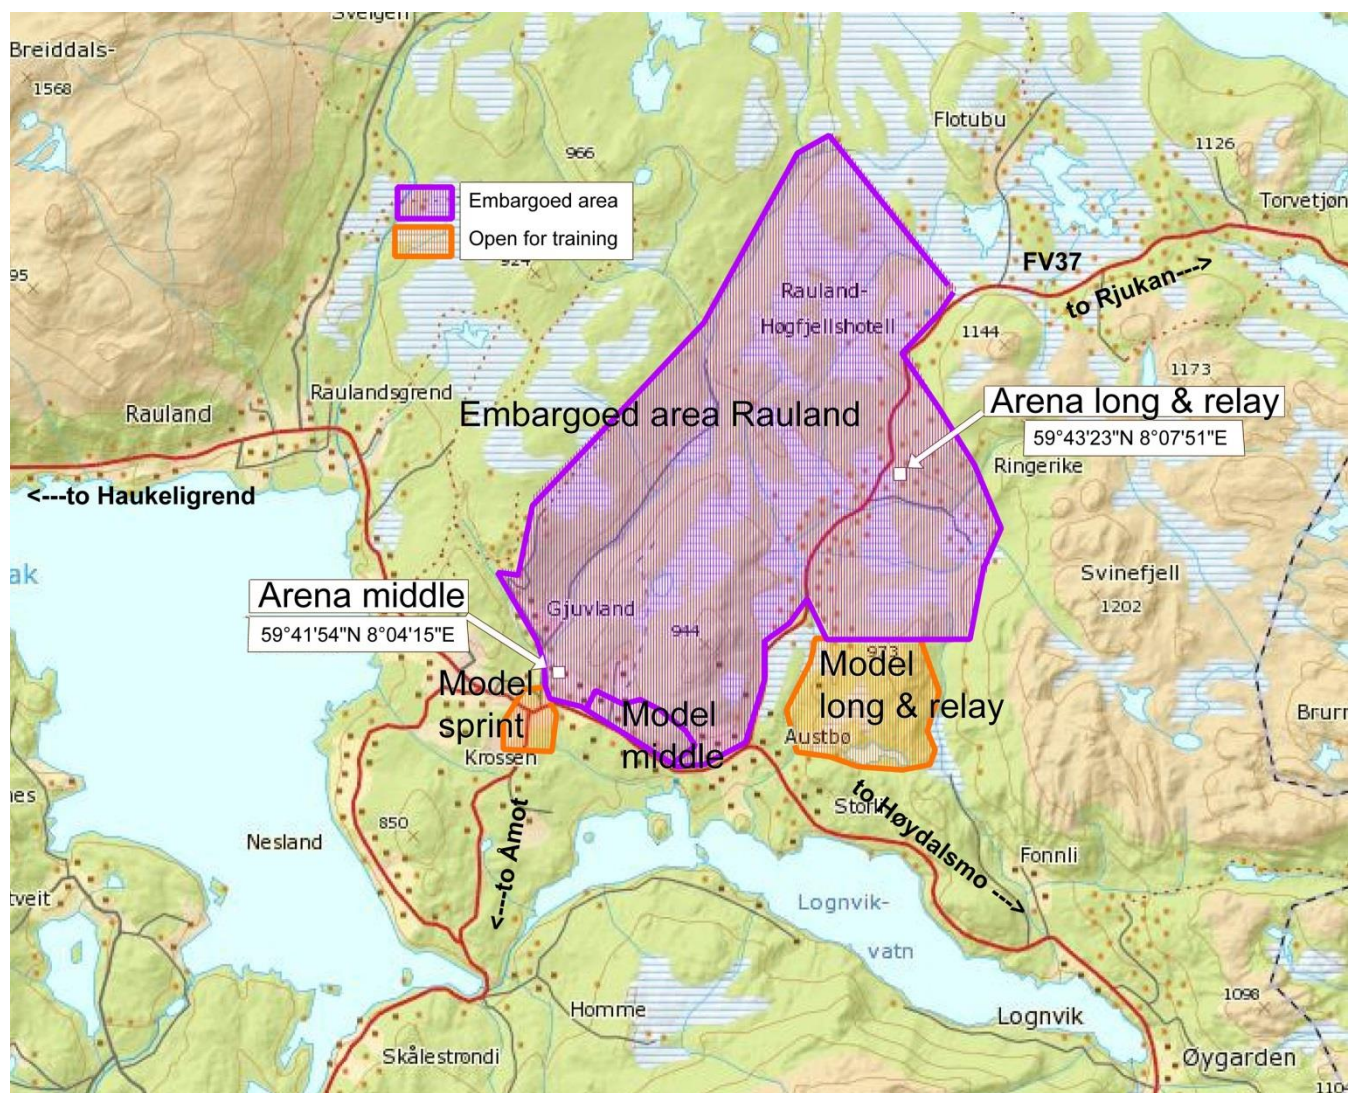 Sveigen
Breiddals-
1568
966
Flotubu
1126
Torvetjøn
Embargoed area
Open for training
924
95
FV37
to Rjukan--->
Rauland-
Høgfjellshotell
1144
1173
Raulandsgrend
Rauland
Embargoed area Rauland
Arena long & relay
59°43'23"N 8°07'51"E
Ringerike
<---to Haukeligrend
ak
Svinefjell
1202
Arena middle
59°41'54"N 8°04'15"E
Gjuvland
944
973
Model
long & relay
Model
sprint
Model
middle
Austbø
Krossen
Brurr
nes
850
Nesland
<---to Åmot
Storli
to Høydalsmo --->
Fonnli
tveit
Lognvik-
vatn
1098
Homme
Lognvik
Skålestrondi
Øygarden
1104